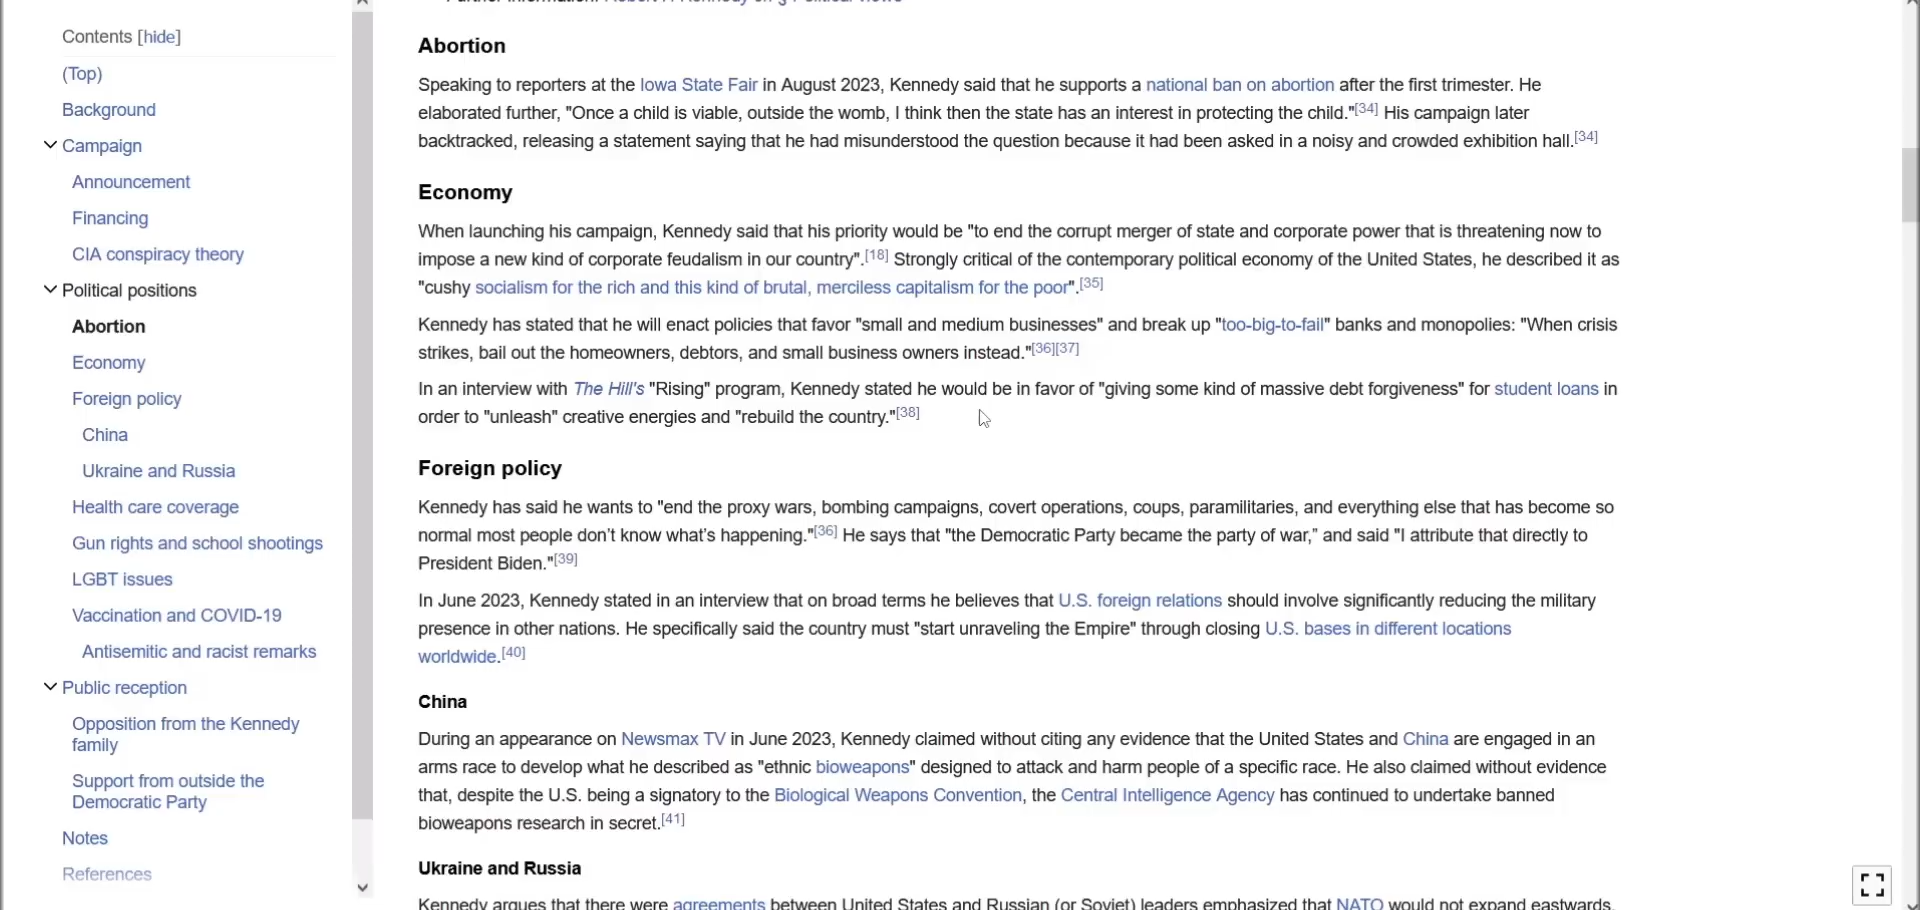 Contents [hide]
(Top)
Background
Campaign
Announcement
Financing
CIA conspiracy theory
Political positions
Abortion
Economy
Foreign policy
China
Ukraine and Russia
Health care coverage
Gun rights and school shootings
LGBT issues
Vaccination and COVID-19
Antisemitic and racist remarks
Public reception
Opposition from the Kennedy
family
Support from outside the
Democratic Party
Notes
References
Abortion
Speaking to reporters at the Iowa State Fair in August 2023, Kennedy said that he supports a national ban on abortion after the first trimester. He
elaborated further, "Once a child is viable, outside the womb, I think then the state has an interest in protecting the child."[34] His campaign later
backtracked, releasing a statement saying that he had misunderstood the question because it had been asked in a noisy and crowded exhibition hall.[34]
Economy
When launching his campaign, Kennedy said that his priority would be "to end the corrupt merger of state and corporate power that is threatening now to
impose a new kind of corporate feudalism in our country".[18] Strongly critical of the contemporary political economy of the United States, he described it as
"cushy socialism for the rich and this kind of brutal, merciless capitalism for the poor".[35]
Kennedy has stated that he will enact policies that favor "small and medium businesses" and break up "too-big-to-fail" banks and monopolies: "When crisis
strikes, bail out the homeowners, debtors, and small business owners instead."[36][37]
In an interview with The Hill's "Rising" program, Kennedy stated he would be in favor of "giving some kind of massive debt forgiveness" for student loans in
order to "unleash" creative energies and "rebuild the country."[38]
Foreign policy
Kennedy has said he wants to "end the proxy wars, bombing campaigns, covert operations, coups, paramilitaries, and everything else that has become so
normal most people don’t know what’s happening."[36] He says that "the Democratic Party became the party of war,” and said "I attribute that directly to
President Biden."[39]
In June 2023, Kennedy stated in an interview that on broad terms he believes that U.S. foreign relations should involve significantly reducing the military
presence in other nations. He specifically said the country must "start unraveling the Empire" through closing U.S. bases in different locations
worldwide.[40]
China
During an appearance on Newsmax TV in June 2023, Kennedy claimed without citing any evidence that the United States and China are engaged in an
arms race to develop what he described as "ethnic bioweapons" designed to attack and harm people of a specific race. He also claimed without evidence
that, despite the U.S. being a signatory to the Biological Weapons Convention, the Central Intelligence Agency has continued to undertake banned
bioweapons research in secret.[41]
Ukraine and Russia
Kennedy argues that there were agreements between United States and Russian (or Soviet) leaders emphasized that NATO would not expand eastwards.